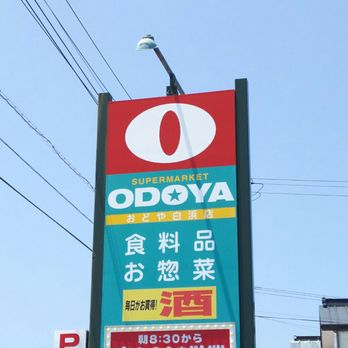 SUPERMARKET
ODOYA
おどや白浜店
食料品
お惣菜
毎日がお買得!
酒
朝8:30から
P